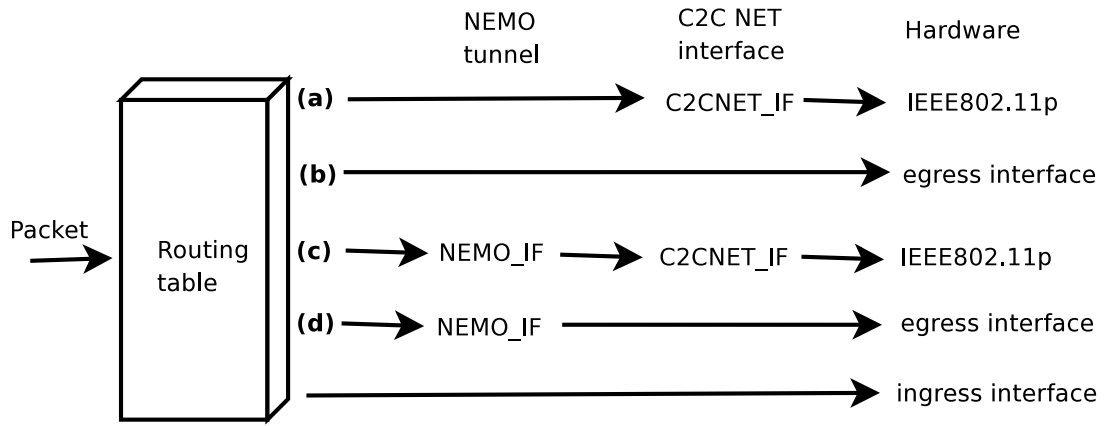 NEMO
tunnel
C2C NET
interface
Hardware
(a)
C2CNET_IF
IEEE802.11p
(b)
egress interface
Packet
Routing
table
(c)
NEMO_IF
C2CNET_IF
IEEE802.11p
(d)
NEMO_IF
egress interface
ingress interface